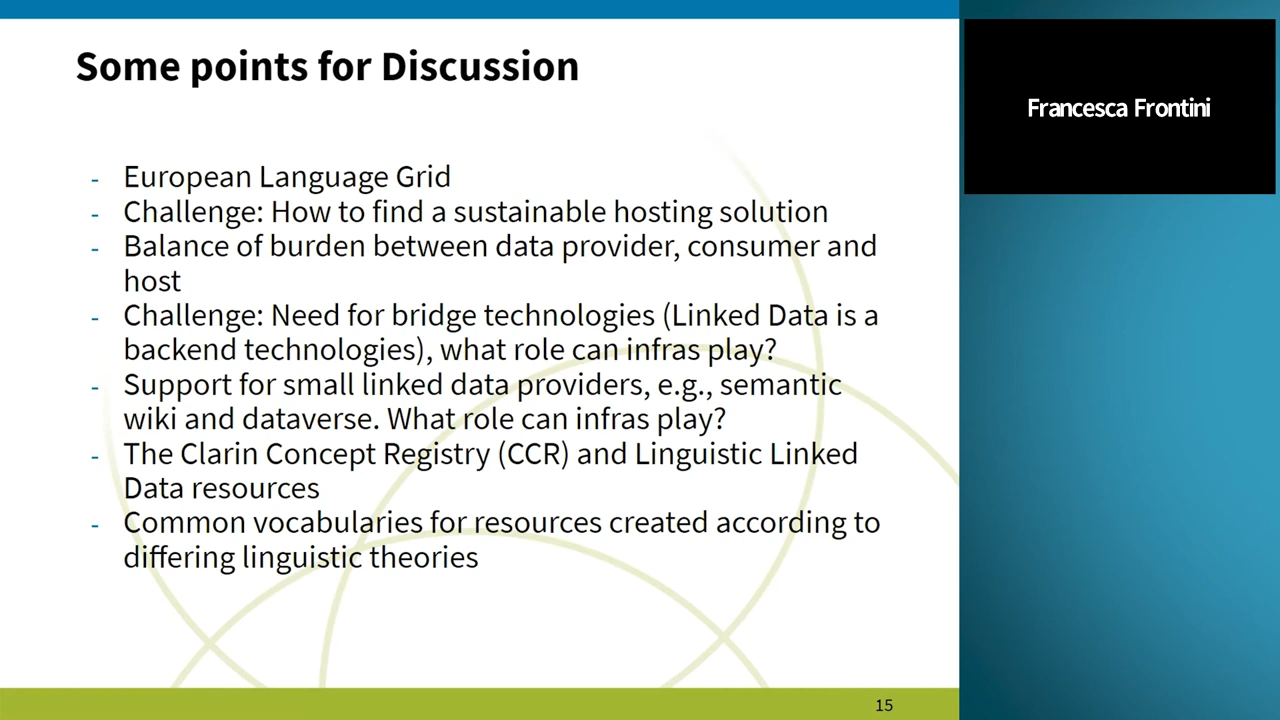 Some points for Discussion
Francesca Frontini
- European Language Grid
- Challenge: How to find a sustainable hosting solution
- Balance of burden between data provider, consumer and
host
- Challenge: Need for bridge technologies (Linked Data is a
backend technologies), what role can infras play?
- Support for small linked data providers, e.g., semantic
wiki and dataverse. What role can infras play?
- The Clarin Concept Registry (CCR) and Linguistic Linked
Data resources
- Common vocabularies for resources created according to
differing linguistic theories
15